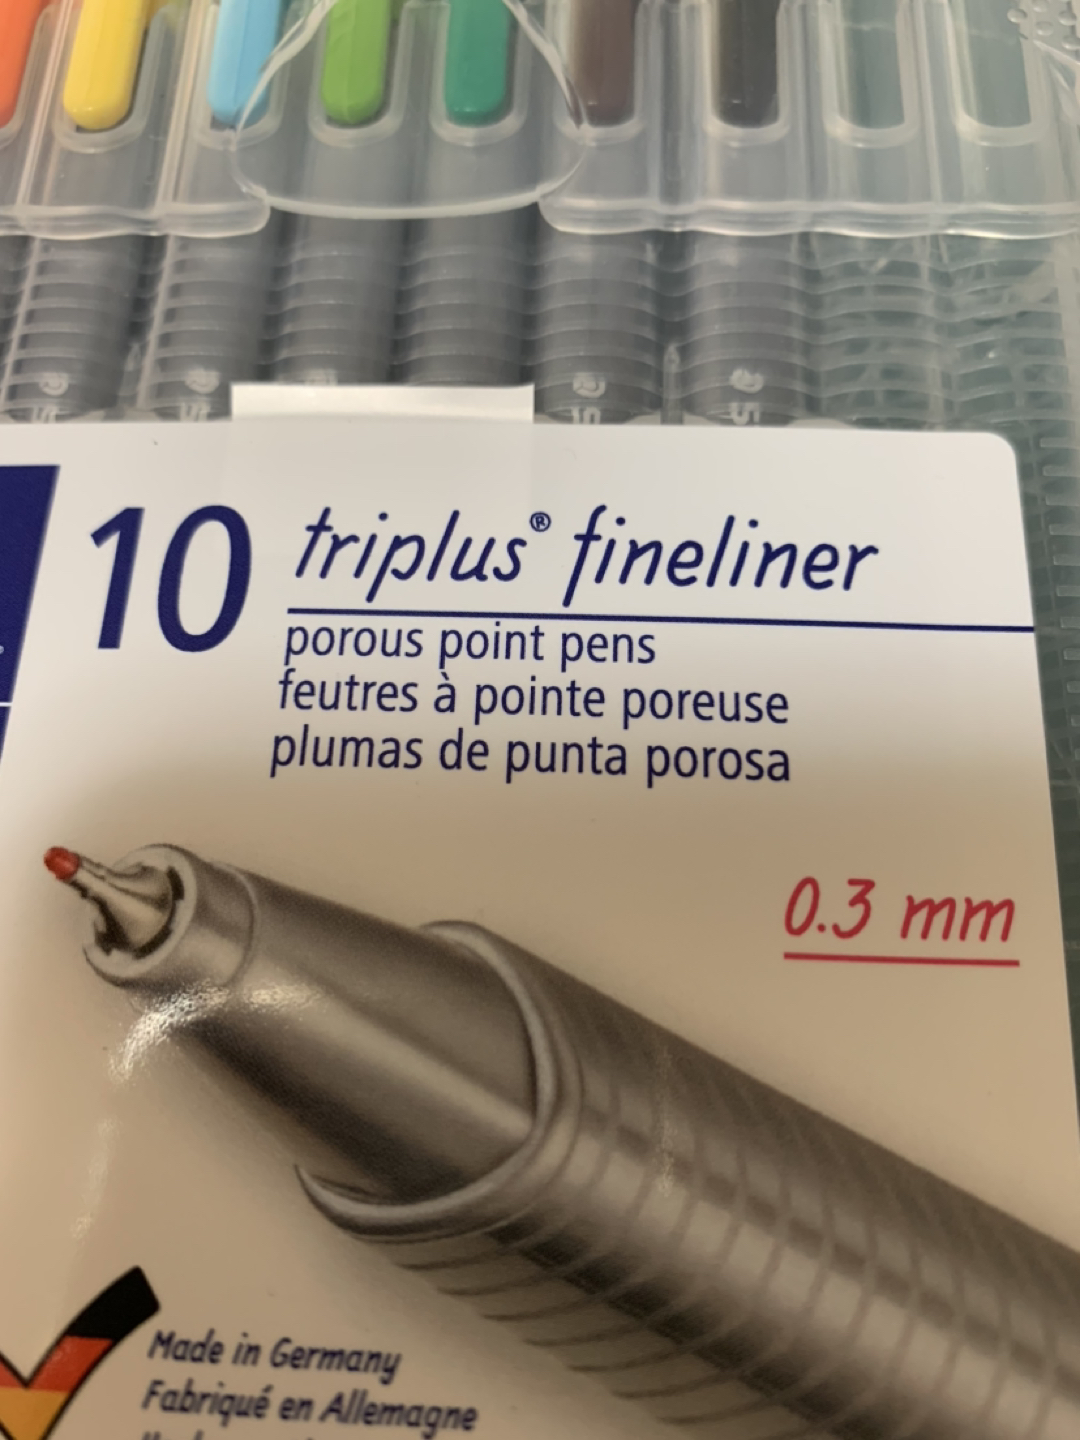 10 triplus® fineliner
porous point pens
feutres à pointe poreuse
plumas de punta porosa
0.3 mm
Made in Germany
Fabriqué en Allemagne